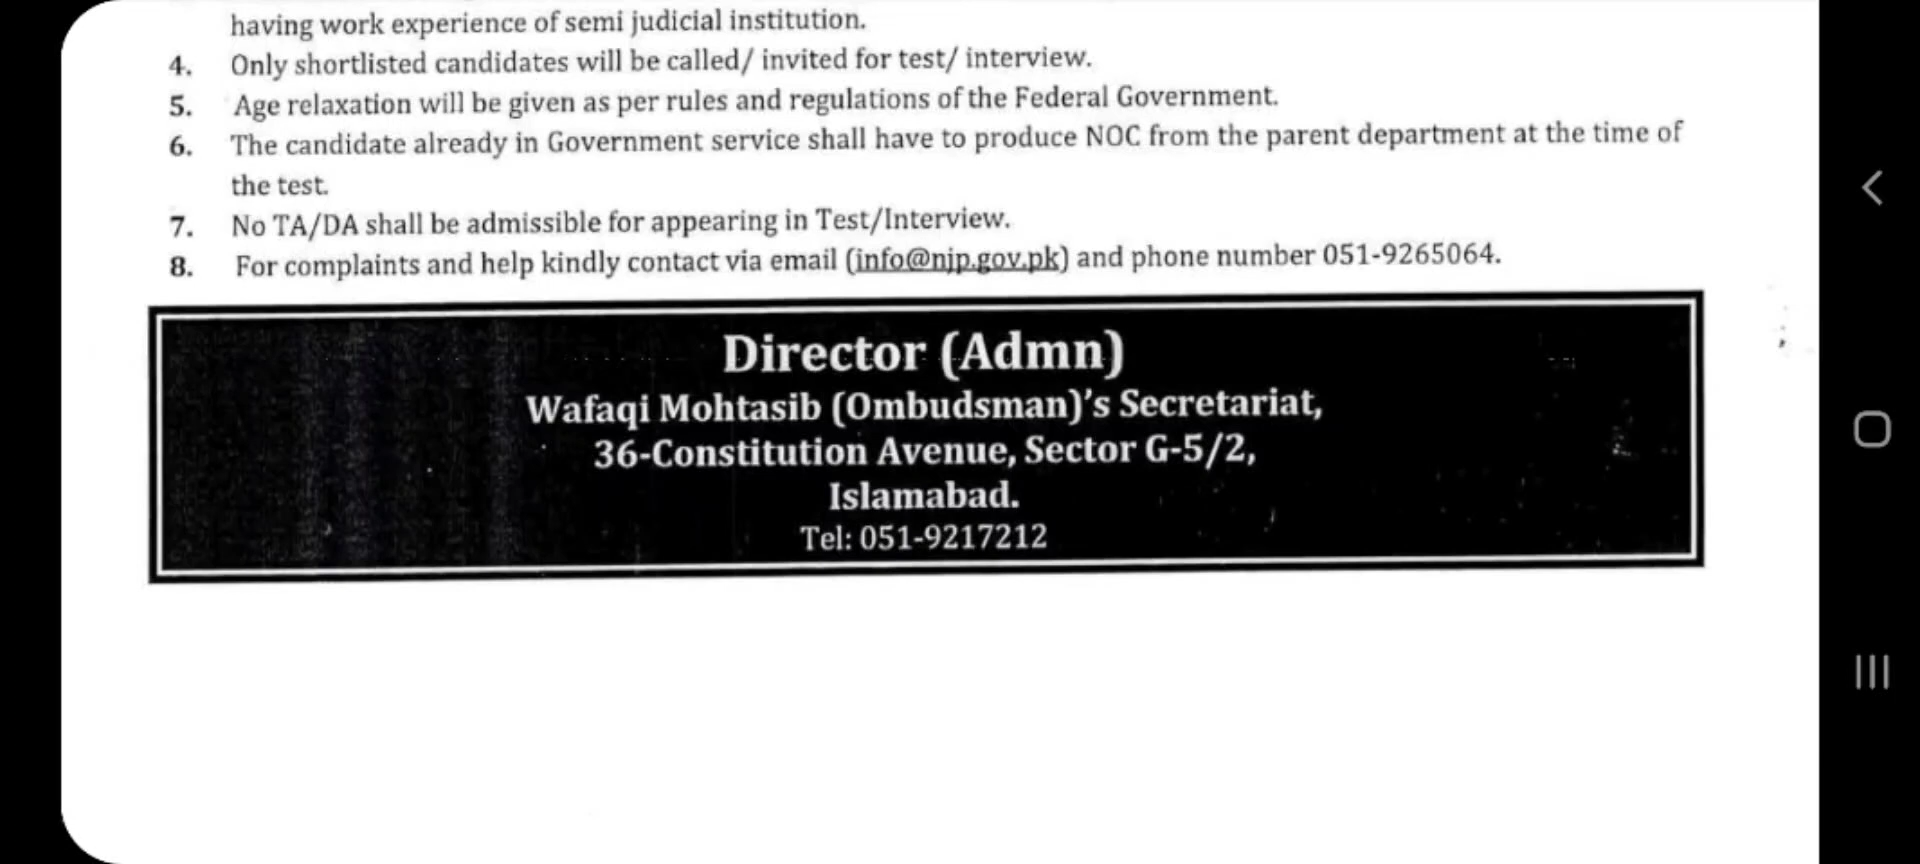 having work experience of semi judicial institution.
4. Only shortlisted candidates will be called/ invited for test/ interview.
5. Age relaxation will be given as per rules and regulations of the Federal Government.
6. The candidate already in Government service shall have to produce NOC from the parent department at the time of
the test.
7. No TA/DA shall be admissible for appearing in Test/Interview.
8. For complaints and help kindly contact via email (info@njp.gov.pk) and phone number 051-9265064.
Director (Admn)
Wafaqi Mohtasib (Ombudsman)'s Secretariat,
36-Constitution Avenue, Sector G-5/2,
Islamabad.
Tel: 051-9217212